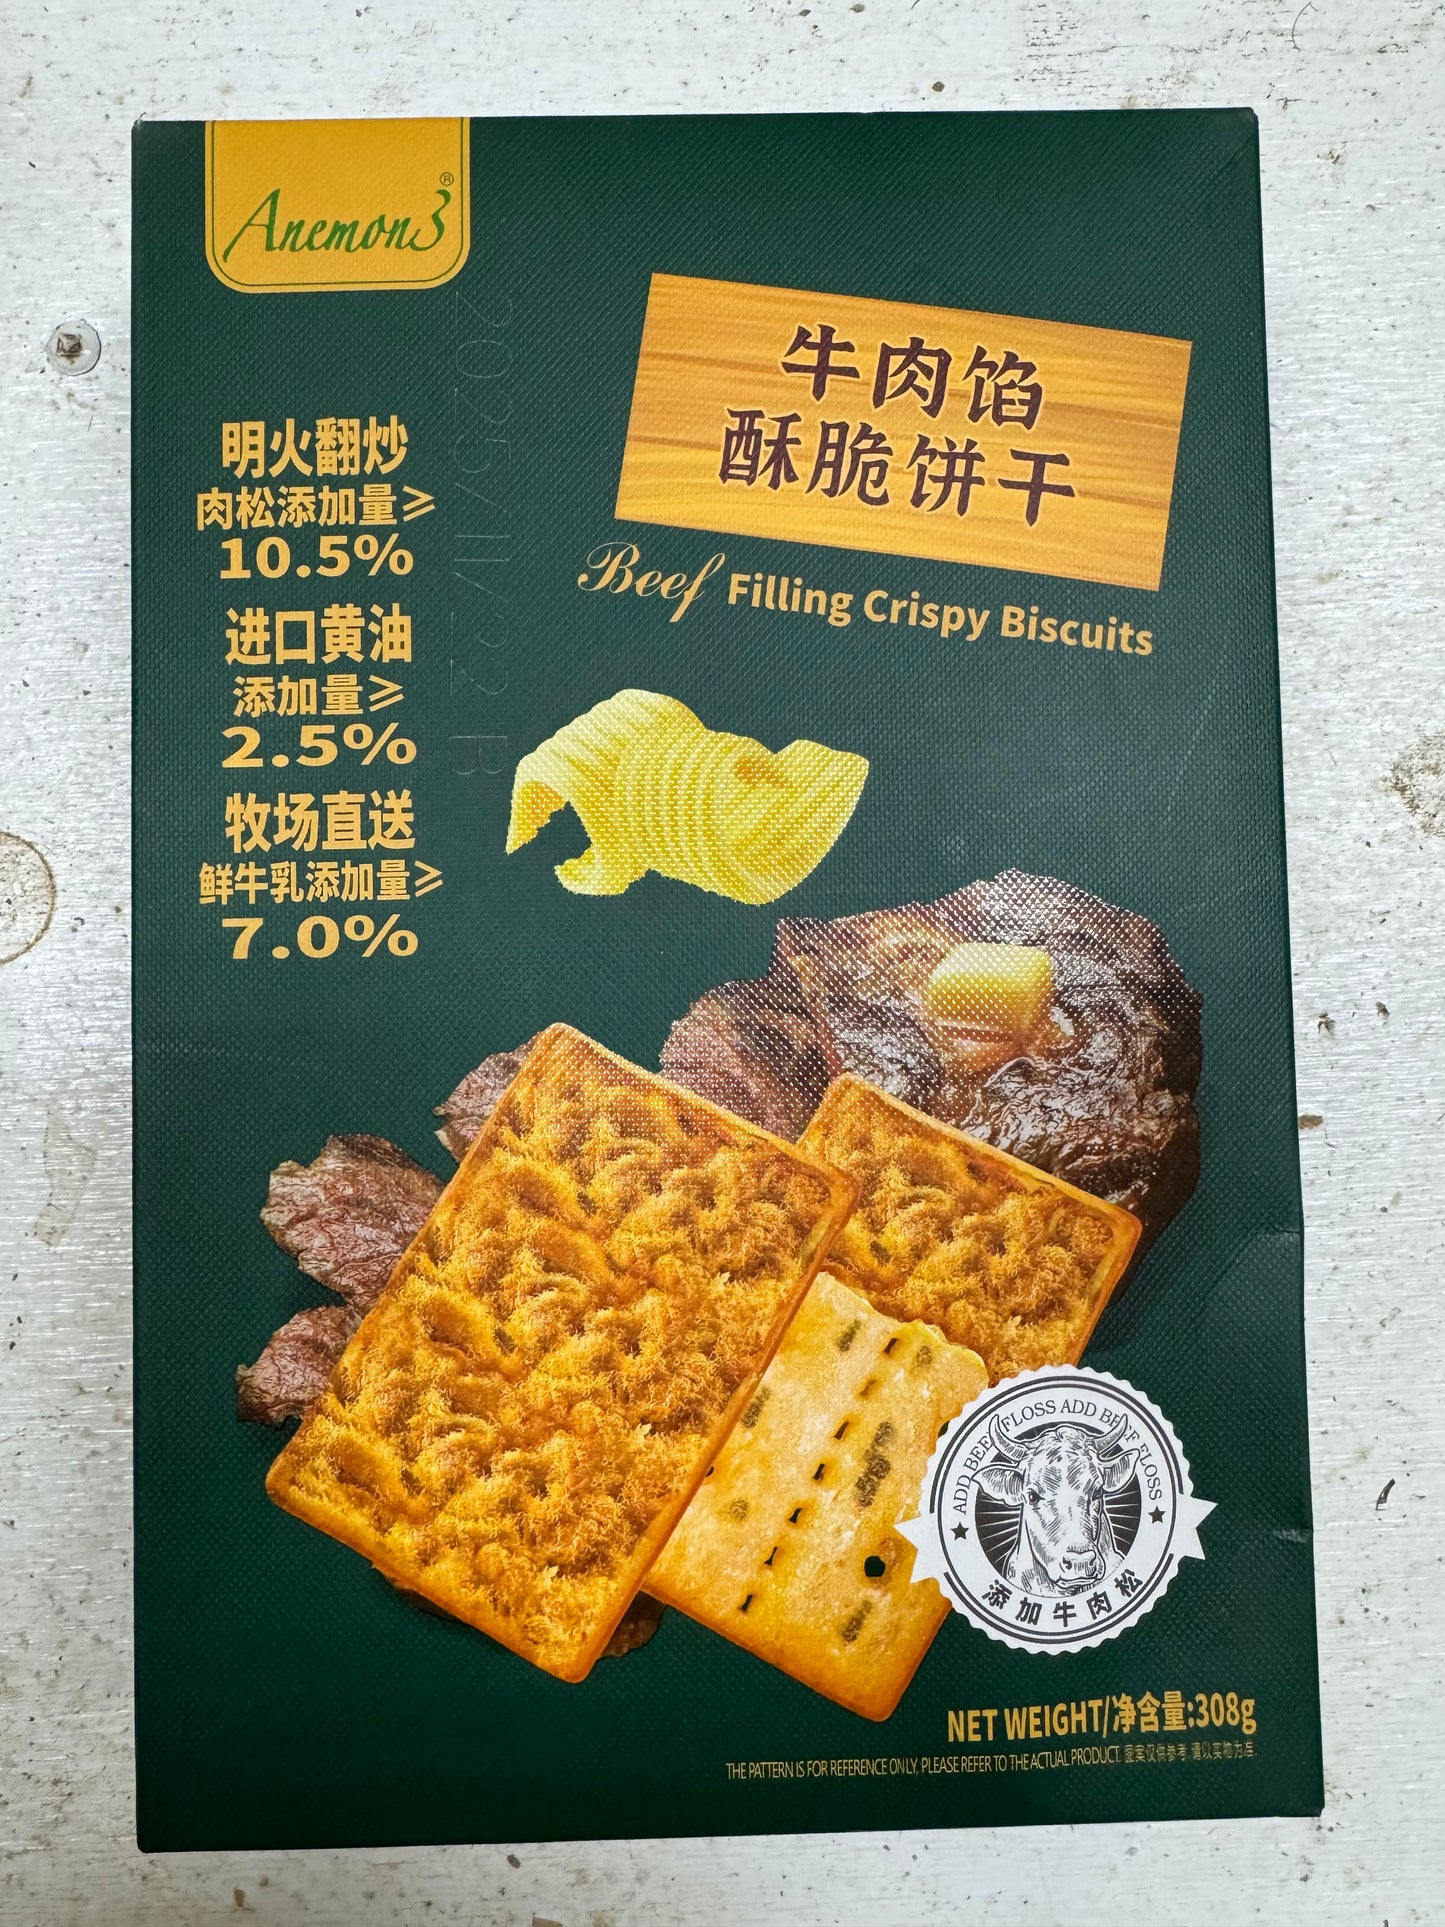 Anemon3®
牛肉馅
酥脆饼干
Beef Filling Crispy Biscuits
明火翻炒
肉松添加量≥
10.5%
进口黄油
添加量≥
2.5%
牧场直送
鲜牛乳添加量≥
7.0%
2025/11/22 B
ADD BEEF FLOSS ADD BEEF FLOSS
添加牛肉松
NET WEIGHT/净含量:308g
THE PATTERN IS FOR REFERENCE ONLY, PLEASE REFER TO THE ACTUAL PRODUCT. 图案仅供参考,请以实物为准.